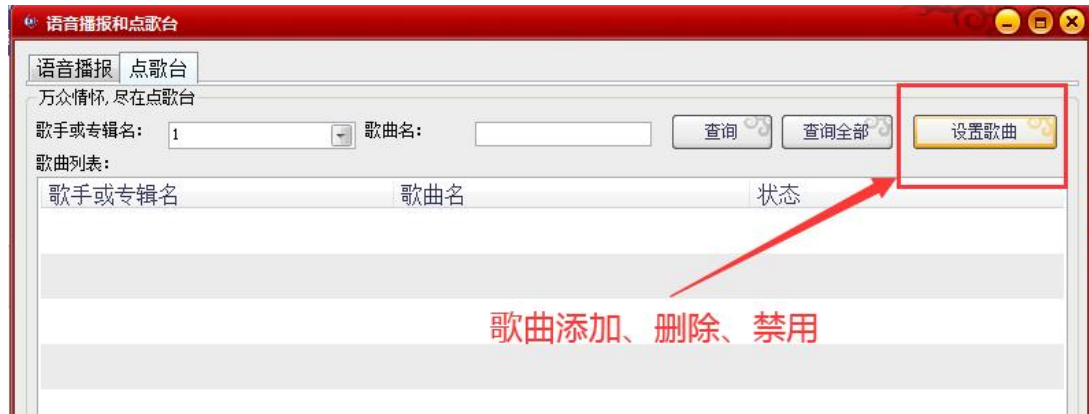 语音播报和点歌台
语音播报 点歌台
万众情怀,尽在点歌台
歌手或专辑名: 1 歌曲名: 查询 查询全部 设置歌曲
歌曲列表:
歌手或专辑名 歌曲名 状态
歌曲添加、删除、禁用